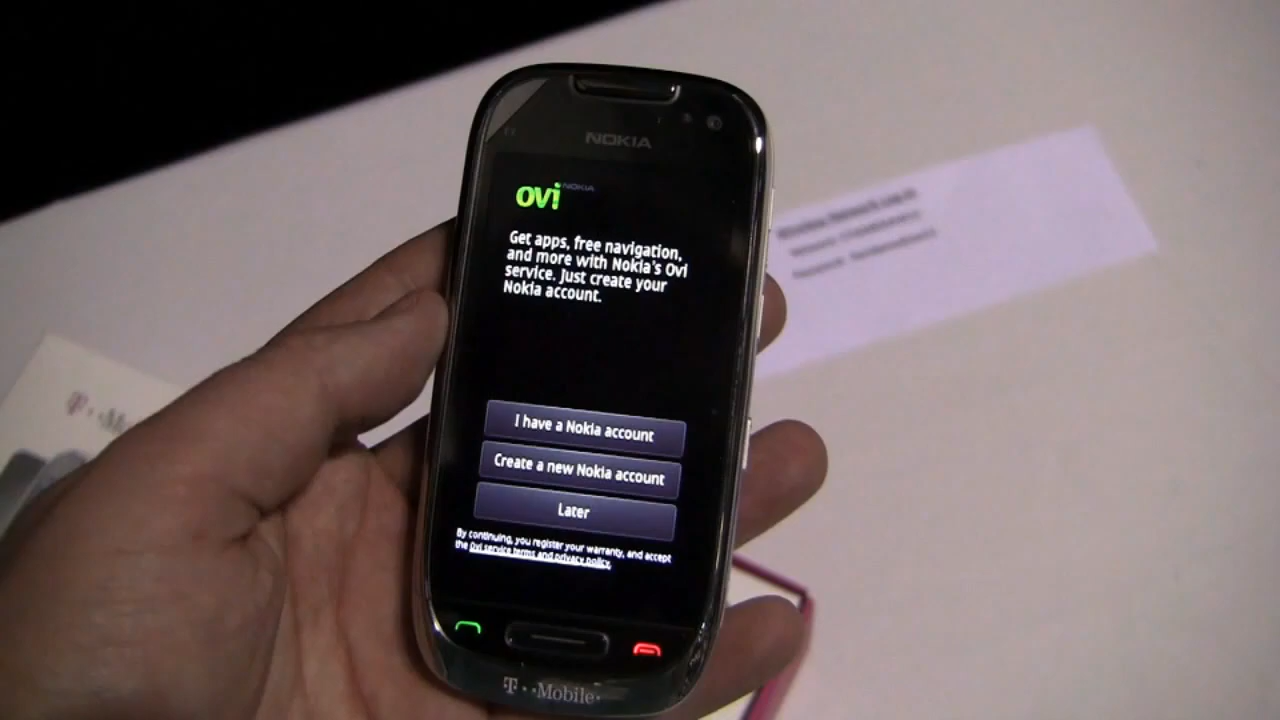 NOKIA
ovi NOKIA
Get apps, free navigation,
and more with Nokia's Ovi
service. Just create your
Nokia account.
I have a Nokia account
Create a new Nokia account
Later
By continuing, you register your warranty, and accept
the Ovi service terms and privacy policy.
T··Mobile·
T··Mo